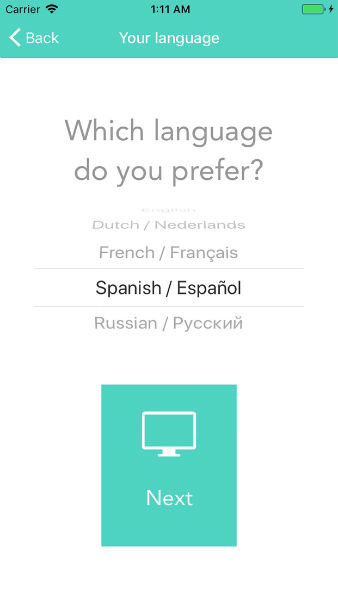 Carrier
1:11 AM
Back
Your language
Which language
do you prefer?
English
Dutch / Nederlands
French / Français
Spanish / Español
Russian / Русский
Next